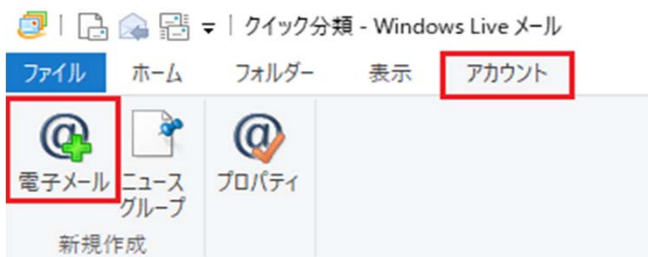 クイック分類 - Windows Live メール
ファイル ホーム フォルダー 表示 アカウント
電子メール ニュース グループ プロパティ
新規作成